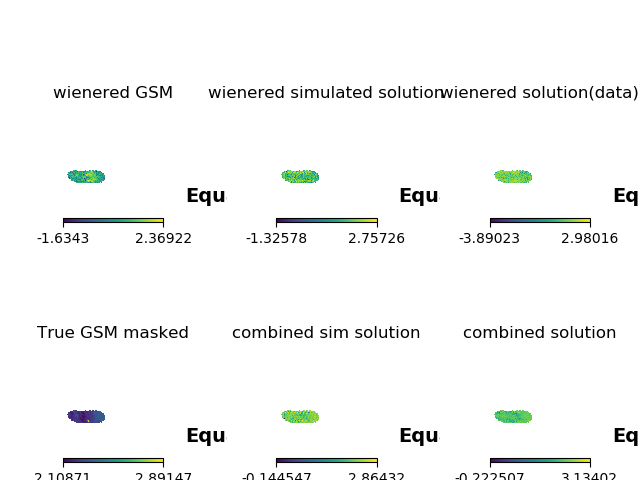 wienered GSM wienered simulated solution wienered solution(data)
Equ Equ Eq
-1.6343 2.36922 -1.32578 2.75726 -3.89023 2.98016
True GSM masked combined sim solution combined solution
Equ Equ Eq
2.10871 2.89147 -0.144547 2.86432 -0.222507 3.13402